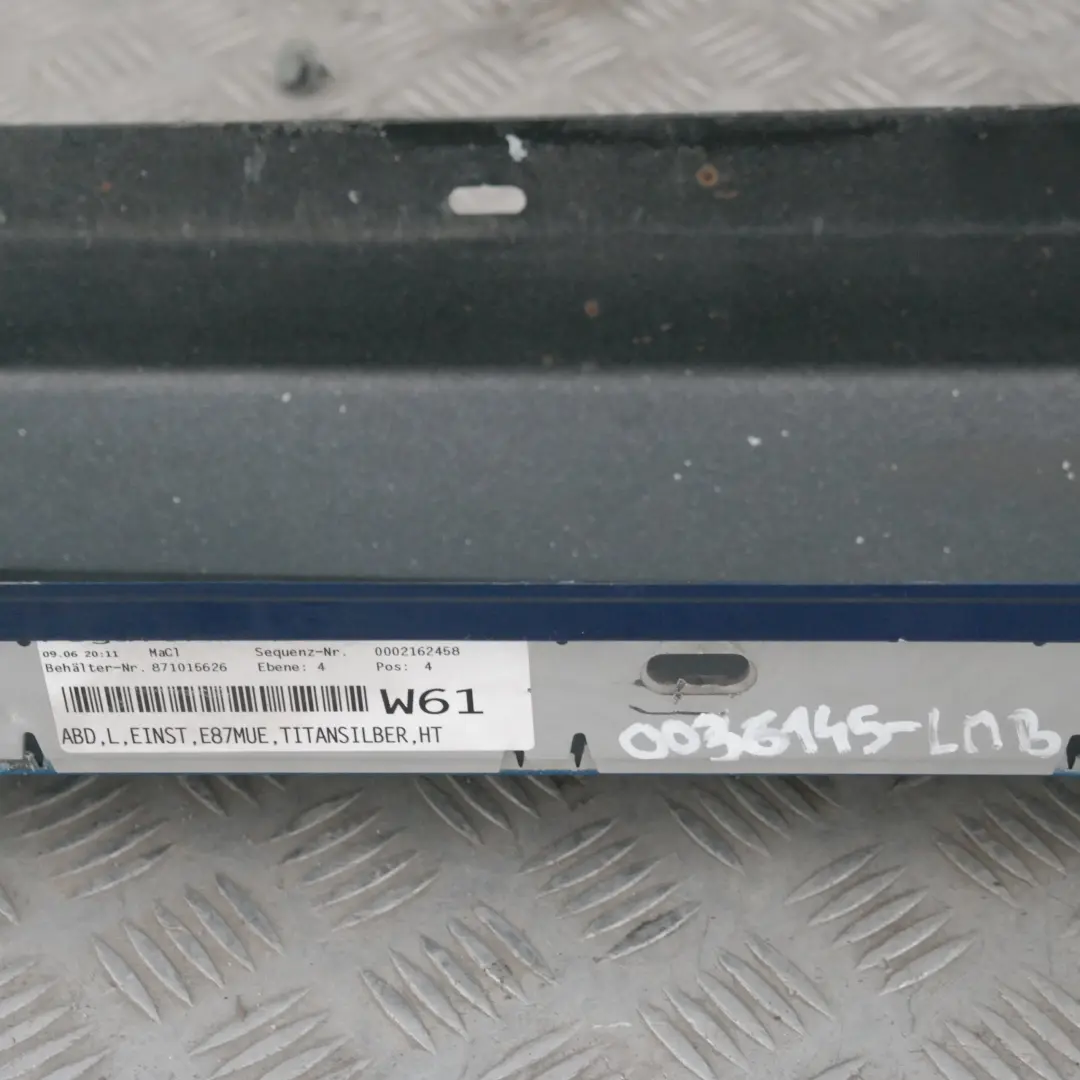 09.06 20:11 MaCl Sequenz-Nr. 0002162458
Behälter-Nr. 871015626 Ebene: 4 Pos: 4
W61
ABD,L,EINST,E87MUE,TITANSILBER,HT
0036145-LMB